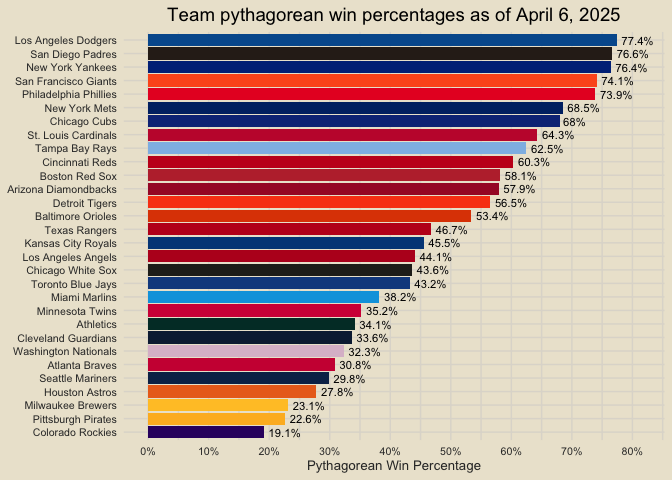 Team pythagorean win percentages as of April 6, 2025
Los Angeles Dodgers 77.4%
San Diego Padres 76.6%
New York Yankees 76.4%
San Francisco Giants 74.1%
Philadelphia Phillies 73.9%
New York Mets 68.5%
Chicago Cubs 68%
St. Louis Cardinals 64.3%
Tampa Bay Rays 62.5%
Cincinnati Reds 60.3%
Boston Red Sox 58.1%
Arizona Diamondbacks 57.9%
Detroit Tigers 56.5%
Baltimore Orioles 53.4%
Texas Rangers 46.7%
Kansas City Royals 45.5%
Los Angeles Angels 44.1%
Chicago White Sox 43.6%
Toronto Blue Jays 43.2%
Miami Marlins 38.2%
Minnesota Twins 35.2%
Athletics 34.1%
Cleveland Guardians 33.6%
Washington Nationals 32.3%
Atlanta Braves 30.8%
Seattle Mariners 29.8%
Houston Astros 27.8%
Milwaukee Brewers 23.1%
Pittsburgh Pirates 22.6%
Colorado Rockies 19.1%
0% 10% 20% 30% 40% 50% 60% 70% 80%
Pythagorean Win Percentage